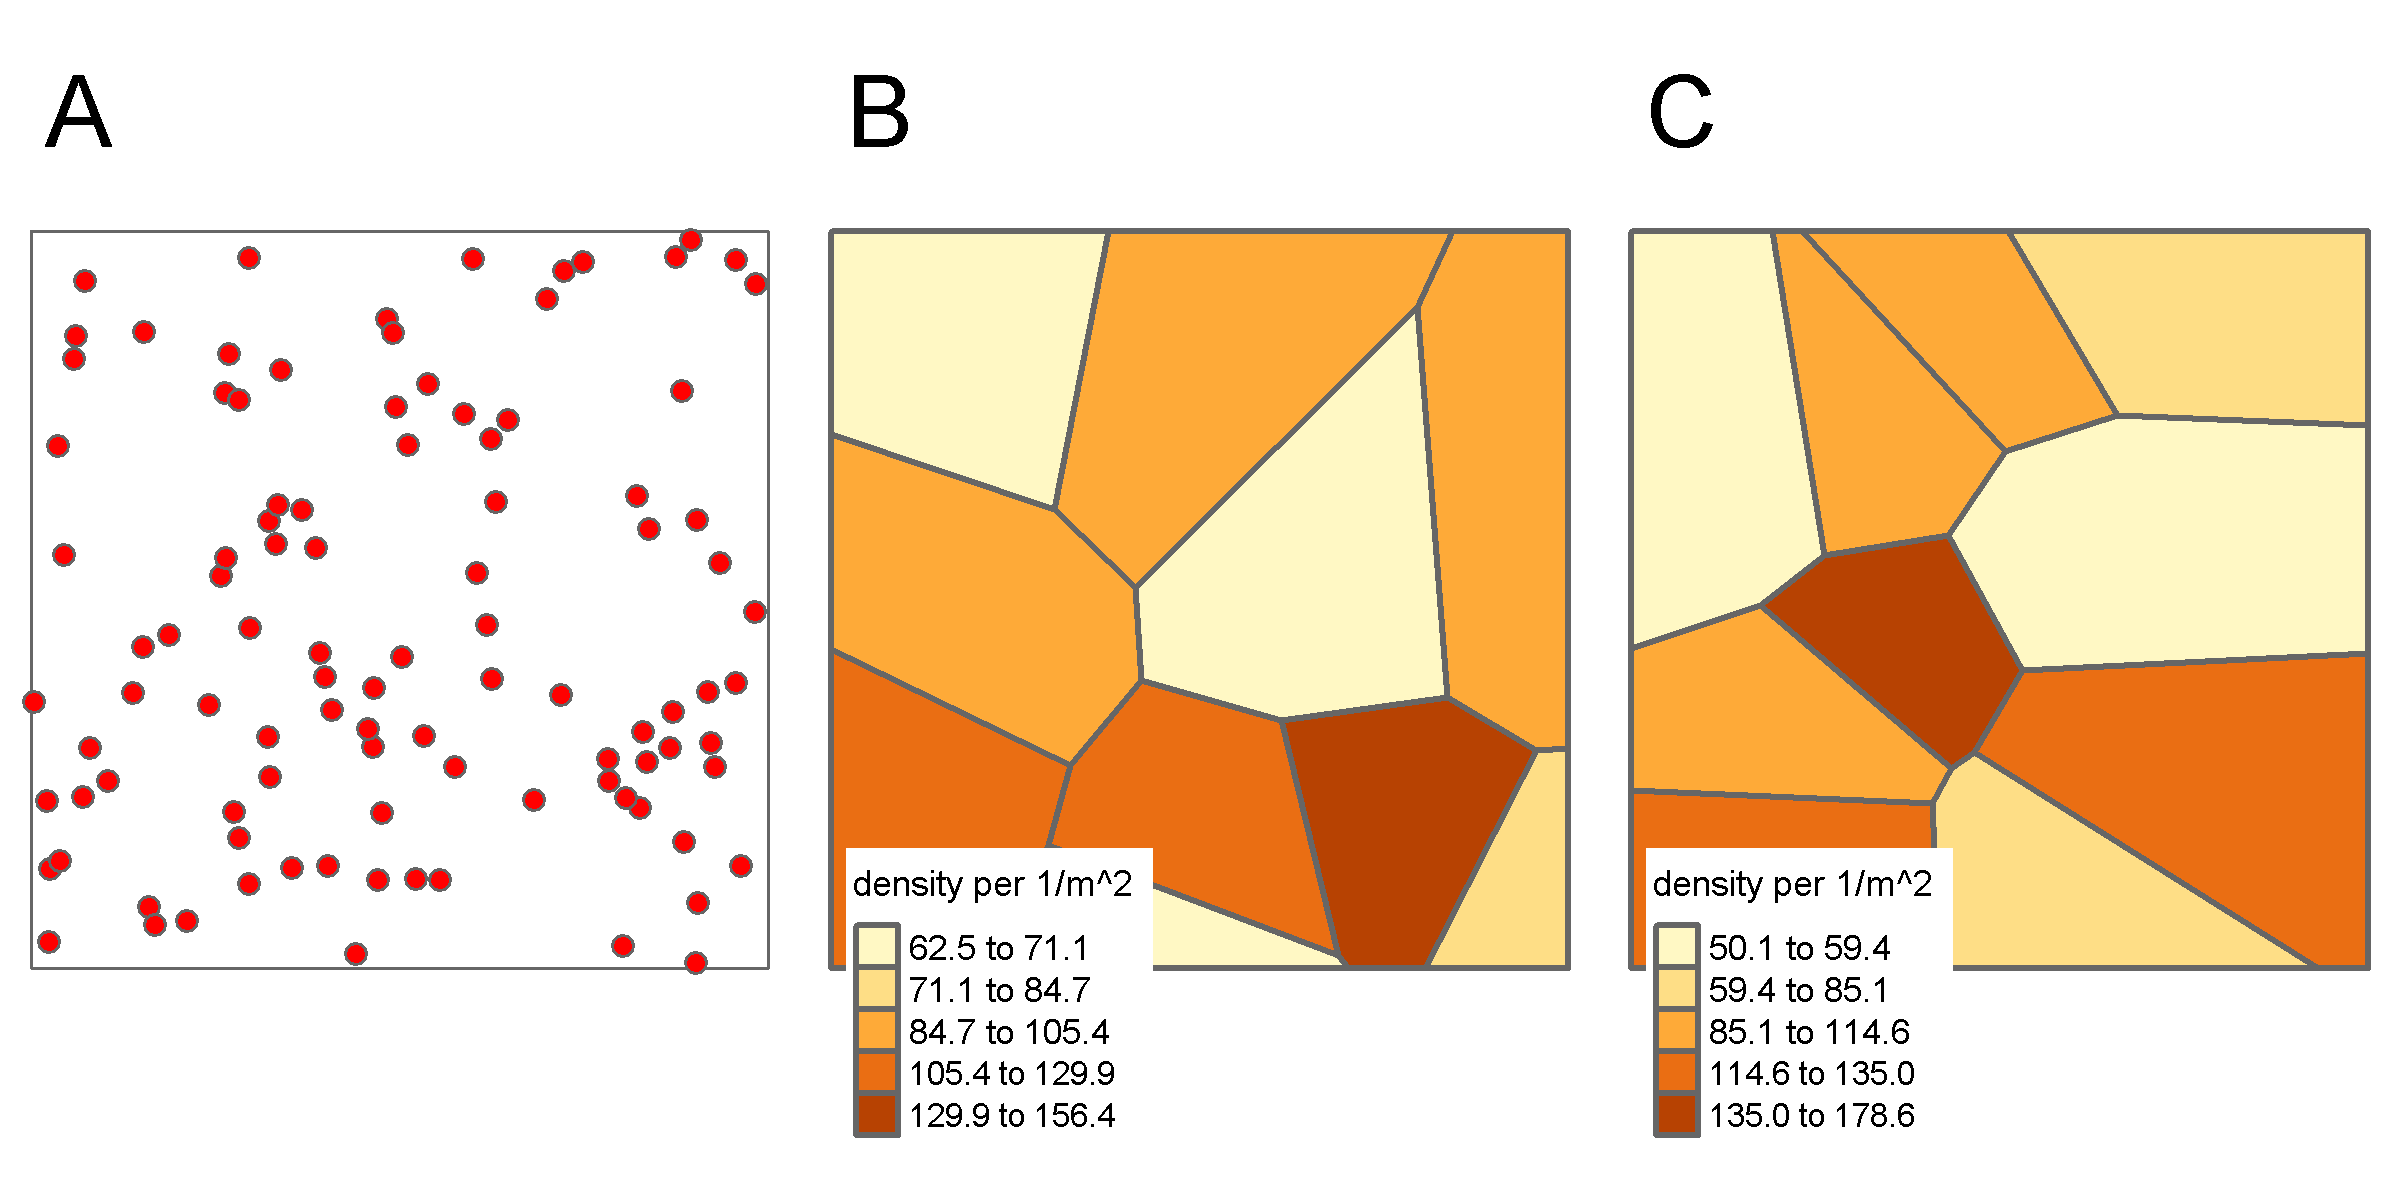 A
B
C
density per 1/m^2
62.5 to 71.1
71.1 to 84.7
84.7 to 105.4
105.4 to 129.9
129.9 to 156.4
density per 1/m^2
50.1 to 59.4
59.4 to 85.1
85.1 to 114.6
114.6 to 135.0
135.0 to 178.6